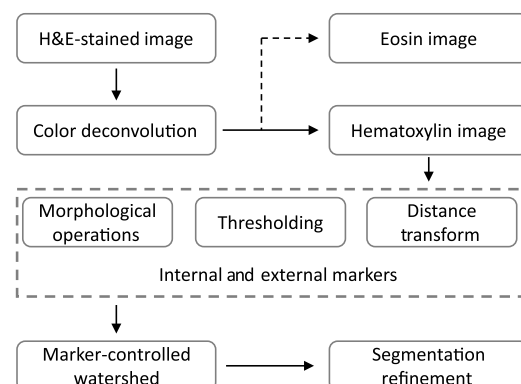 H&E-stained image
Eosin image
Color deconvolution
Hematoxylin image
Morphological
operations
Thresholding
Distance
transform
Internal and external markers
Marker-controlled
watershed
Segmentation
refinement